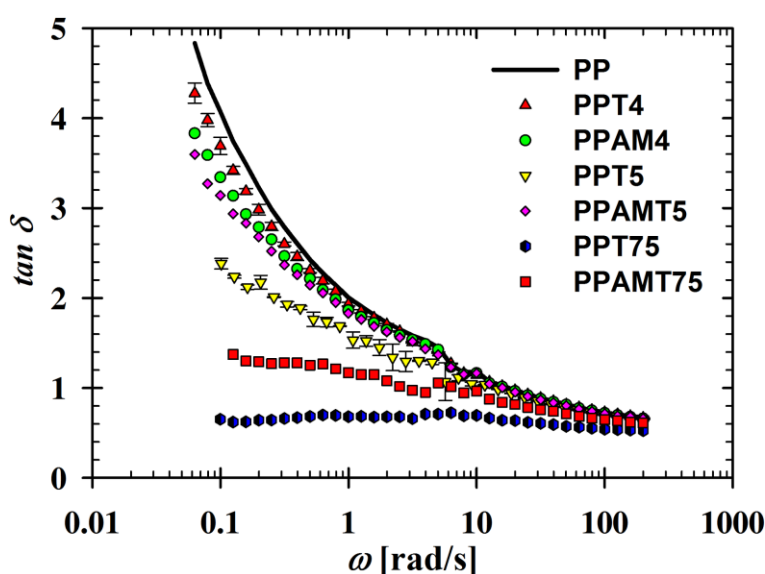 5
4
3
2
1
0
tan δ
PP
PPT4
PPAM4
PPT5
PPAMT5
PPT75
PPAMT75
0.01 0.1 1 10 100 1000
ω [rad/s]